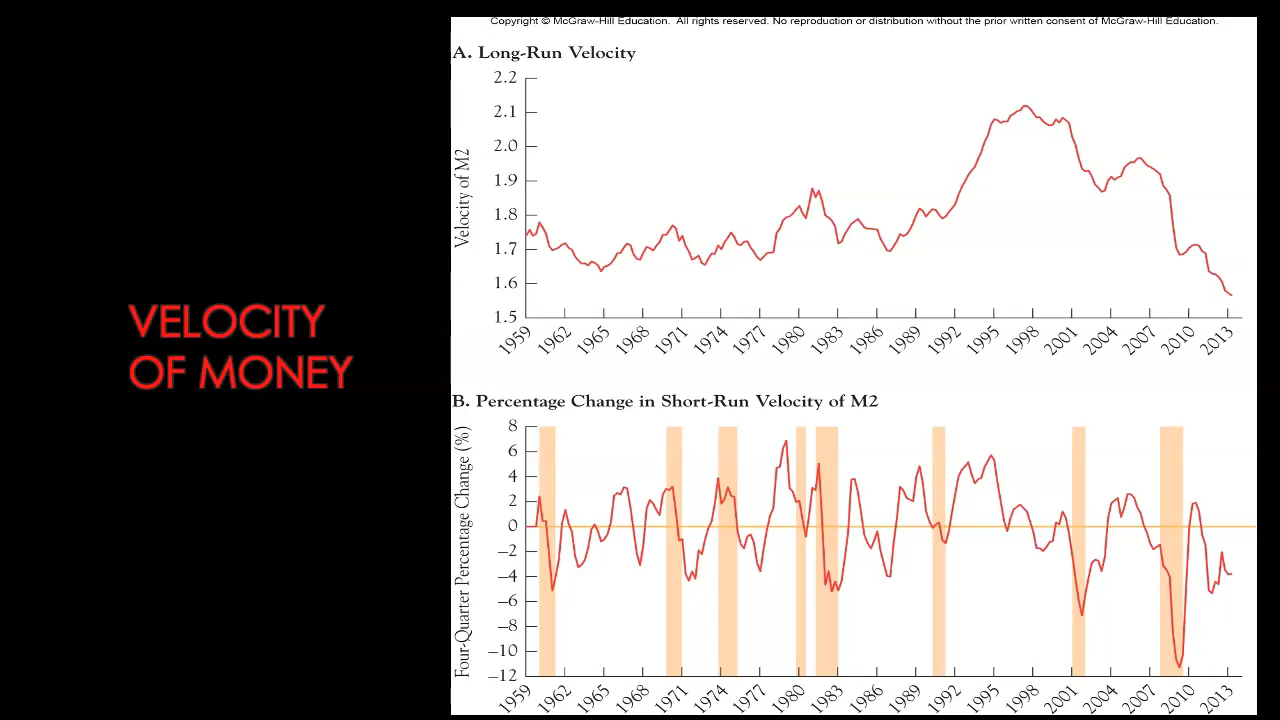 Copyright © McGraw-Hill Education. All rights reserved. No reproduction or distribution without the prior written consent of McGraw-Hill Education.
VELOCITY
OF MONEY
A. Long-Run Velocity
Velocity of M2
2.2
2.1
2.0
1.9
1.8
1.7
1.6
1.5
1959 1962 1965 1968 1971 1974 1977 1980 1983 1986 1989 1992 1995 1998 2001 2004 2007 2010 2013
B. Percentage Change in Short-Run Velocity of M2
Four-Quarter Percentage Change (%)
8
6
4
2
0
−2
−4
−6
−8
−10
−12
1959 1962 1965 1968 1971 1974 1977 1980 1983 1986 1989 1992 1995 1998 2001 2004 2007 2010 2013